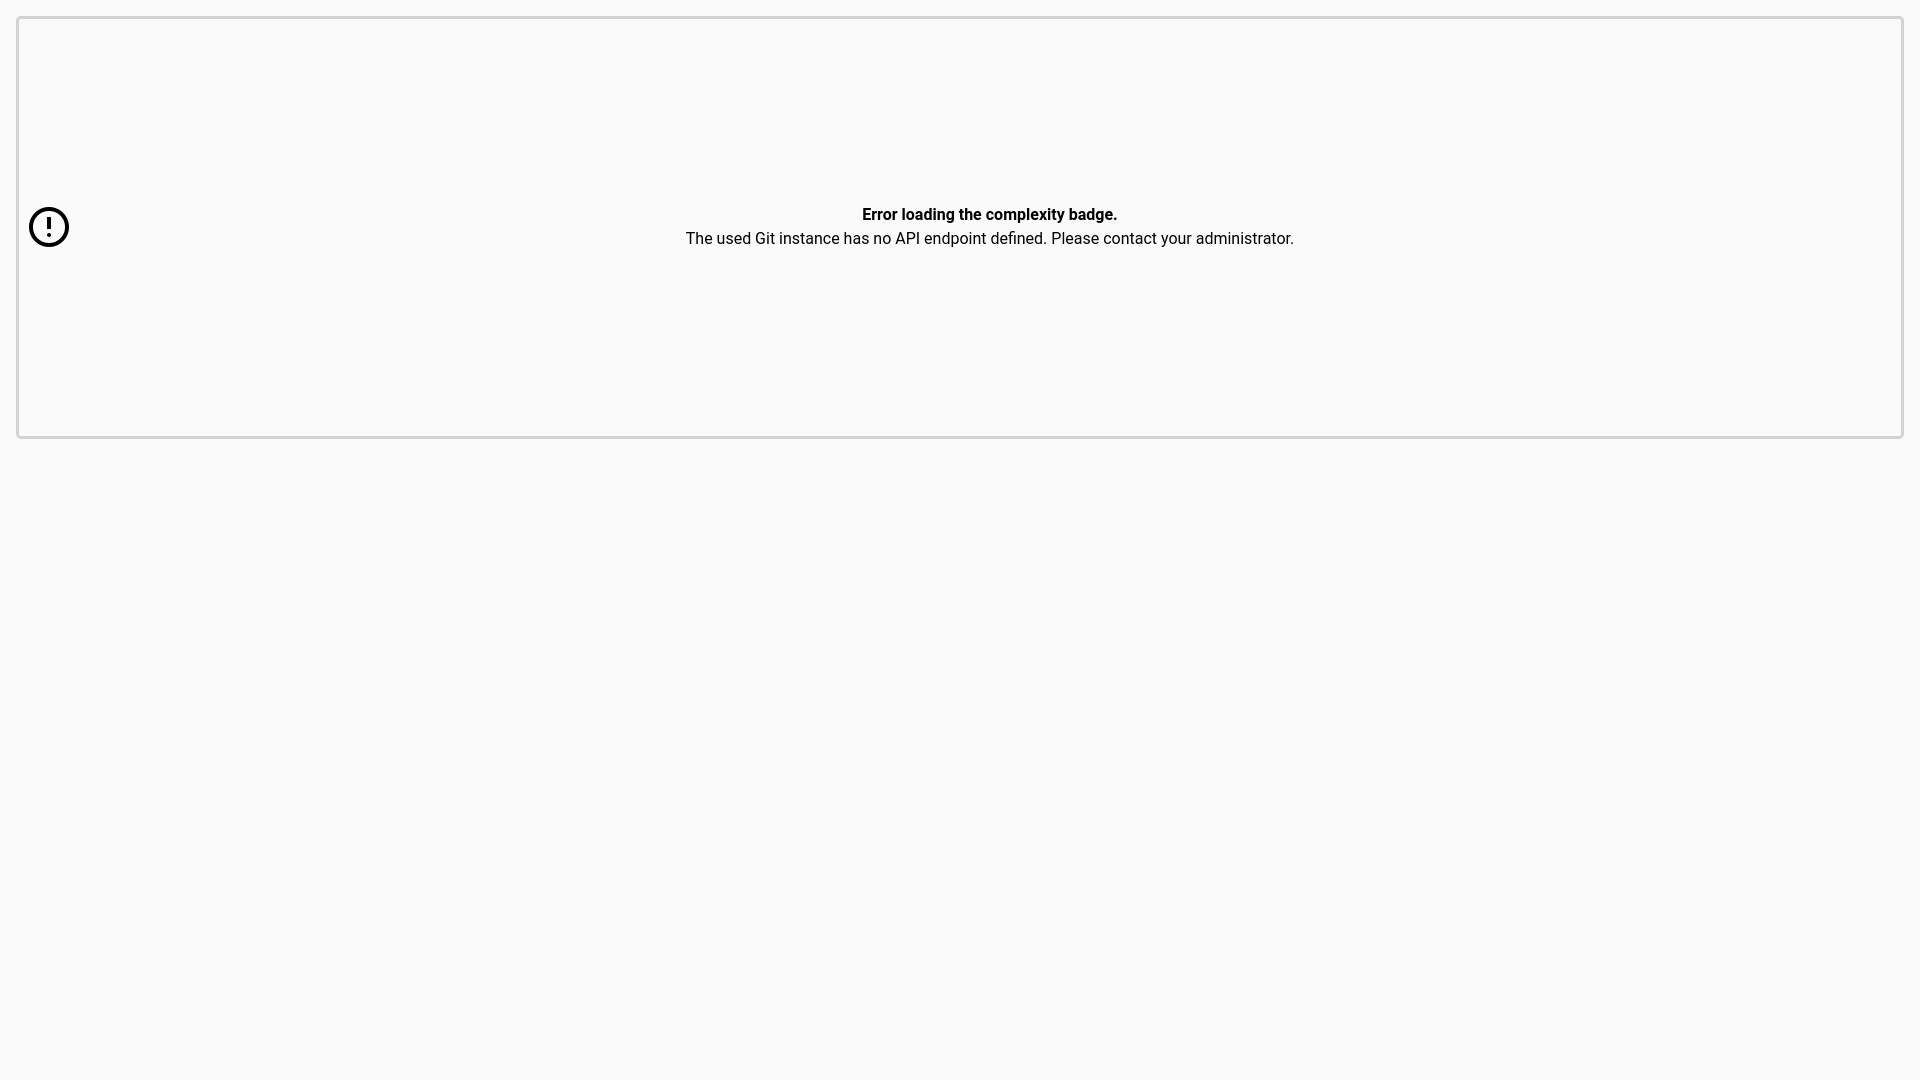 Error loading the complexity badge.
The used Git instance has no API endpoint defined. Please contact your administrator.